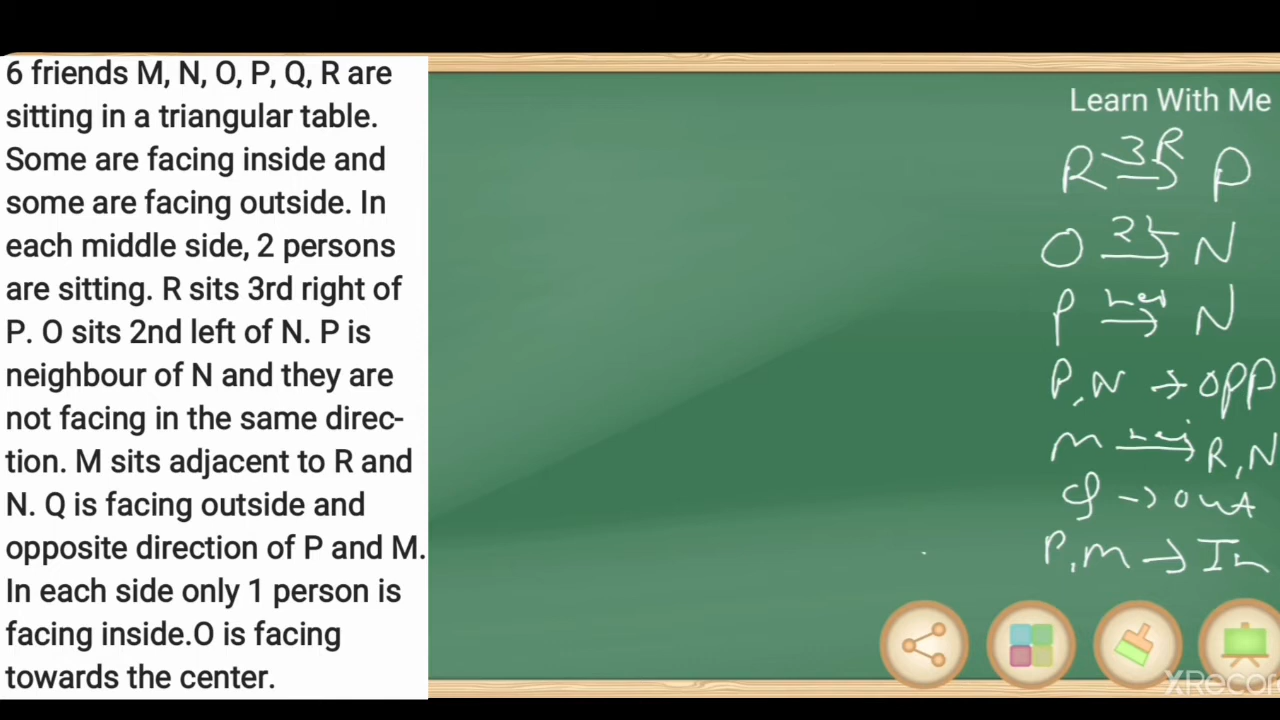 6 friends M, N, O, P, Q, R are
sitting in a triangular table.
Some are facing inside and
some are facing outside. In
each middle side, 2 persons
are sitting. R sits 3rd right of
P. O sits 2nd left of N. P is
neighbour of N and they are
not facing in the same direc-
tion. M sits adjacent to R and
N. Q is facing outside and
opposite direction of P and M.
In each side only 1 person is
facing inside.O is facing
towards the center.
Learn With Me
R 3R → P
O 2L → N
P nei → N
P, N → OPP
M nei → R, N
Q → out
P, M → In
XRecor